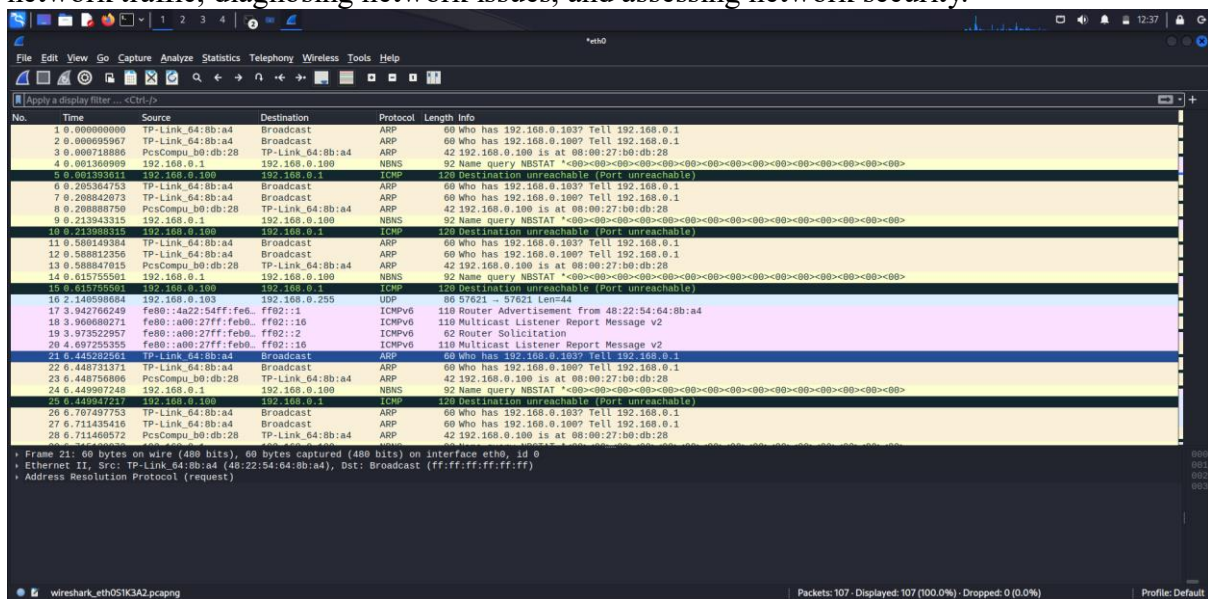 network traffic, diagnosing network issues, and assessing network security.
1 2 3 4 12:37
*eth0
File Edit View Go Capture Analyze Statistics Telephony Wireless Tools Help
Apply a display filter ... <Ctrl-/>
No. Time Source Destination Protocol Length Info
1 0.000000000 TP-Link_64:8b:a4 Broadcast ARP 60 Who has 192.168.0.103? Tell 192.168.0.1
2 0.000695967 TP-Link_64:8b:a4 Broadcast ARP 60 Who has 192.168.0.100? Tell 192.168.0.1
3 0.000718886 PcsCompu_b0:db:28 TP-Link_64:8b:a4 ARP 42 192.168.0.100 is at 08:00:27:b0:db:28
4 0.001360909 192.168.0.1 192.168.0.100 NBNS 92 Name query NBSTAT *<00><00><00><00><00><00><00><00><00><00><00><00><00><00><00>
5 0.001393611 192.168.0.100 192.168.0.1 ICMP 120 Destination unreachable (Port unreachable)
6 0.205364753 TP-Link_64:8b:a4 Broadcast ARP 60 Who has 192.168.0.103? Tell 192.168.0.1
7 0.208842073 TP-Link_64:8b:a4 Broadcast ARP 60 Who has 192.168.0.100? Tell 192.168.0.1
8 0.208888750 PcsCompu_b0:db:28 TP-Link_64:8b:a4 ARP 42 192.168.0.100 is at 08:00:27:b0:db:28
9 0.213943315 192.168.0.1 192.168.0.100 NBNS 92 Name query NBSTAT *<00><00><00><00><00><00><00><00><00><00><00><00><00><00><00>
10 0.213988315 192.168.0.100 192.168.0.1 ICMP 120 Destination unreachable (Port unreachable)
11 0.580149384 TP-Link_64:8b:a4 Broadcast ARP 60 Who has 192.168.0.103? Tell 192.168.0.1
12 0.588812356 TP-Link_64:8b:a4 Broadcast ARP 60 Who has 192.168.0.100? Tell 192.168.0.1
13 0.588847015 PcsCompu_b0:db:28 TP-Link_64:8b:a4 ARP 42 192.168.0.100 is at 08:00:27:b0:db:28
14 0.615755501 192.168.0.1 192.168.0.100 NBNS 92 Name query NBSTAT *<00><00><00><00><00><00><00><00><00><00><00><00><00><00><00>
15 0.615755501 192.168.0.100 192.168.0.1 ICMP 120 Destination unreachable (Port unreachable)
16 2.140598684 192.168.0.103 192.168.0.255 UDP 86 57621 → 57621 Len=44
17 3.942766249 fe80::4a22:54ff:fe6… ff02::1 ICMPv6 110 Router Advertisement from 48:22:54:64:8b:a4
18 3.960680271 fe80::a00:27ff:feb0… ff02::16 ICMPv6 110 Multicast Listener Report Message v2
19 3.973522957 fe80::a00:27ff:feb0… ff02::2 ICMPv6 62 Router Solicitation
20 4.697255355 fe80::a00:27ff:feb0… ff02::16 ICMPv6 110 Multicast Listener Report Message v2
21 6.445282561 TP-Link_64:8b:a4 Broadcast ARP 60 Who has 192.168.0.103? Tell 192.168.0.1
22 6.448731371 TP-Link_64:8b:a4 Broadcast ARP 60 Who has 192.168.0.100? Tell 192.168.0.1
23 6.448756806 PcsCompu_b0:db:28 TP-Link_64:8b:a4 ARP 42 192.168.0.100 is at 08:00:27:b0:db:28
24 6.449907248 192.168.0.1 192.168.0.100 NBNS 92 Name query NBSTAT *<00><00><00><00><00><00><00><00><00><00><00><00><00><00><00>
25 6.449947217 192.168.0.100 192.168.0.1 ICMP 120 Destination unreachable (Port unreachable)
26 6.707497753 TP-Link_64:8b:a4 Broadcast ARP 60 Who has 192.168.0.103? Tell 192.168.0.1
27 6.711435416 TP-Link_64:8b:a4 Broadcast ARP 60 Who has 192.168.0.100? Tell 192.168.0.1
28 6.711460572 PcsCompu_b0:db:28 TP-Link_64:8b:a4 ARP 42 192.168.0.100 is at 08:00:27:b0:db:28
Frame 21: 60 bytes on wire (480 bits), 60 bytes captured (480 bits) on interface eth0, id 0
Ethernet II, Src: TP-Link_64:8b:a4 (48:22:54:64:8b:a4), Dst: Broadcast (ff:ff:ff:ff:ff:ff)
Address Resolution Protocol (request)
000
001
002
003
wireshark_eth0S1K3A2.pcapng Packets: 107 · Displayed: 107 (100.0%) · Dropped: 0 (0.0%) Profile: Default